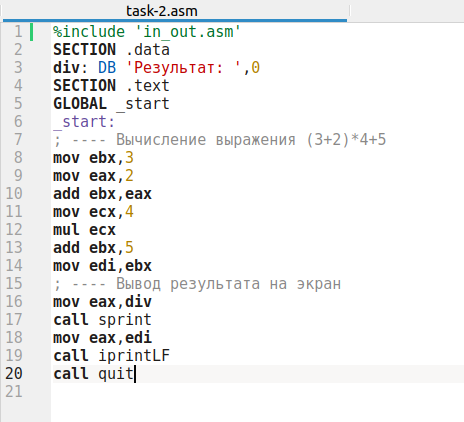 task-2.asm
1 %include 'in_out.asm'
2 SECTION .data
3 div: DB 'Результат: ',0
4 SECTION .text
5 GLOBAL _start
6 _start:
7 ; ---- Вычисление выражения (3+2)*4+5
8 mov ebx,3
9 mov eax,2
10 add ebx,eax
11 mov ecx,4
12 mul ecx
13 add ebx,5
14 mov edi,ebx
15 ; ---- Вывод результата на экран
16 mov eax,div
17 call sprint
18 mov eax,edi
19 call iprintLF
20 call quit
21